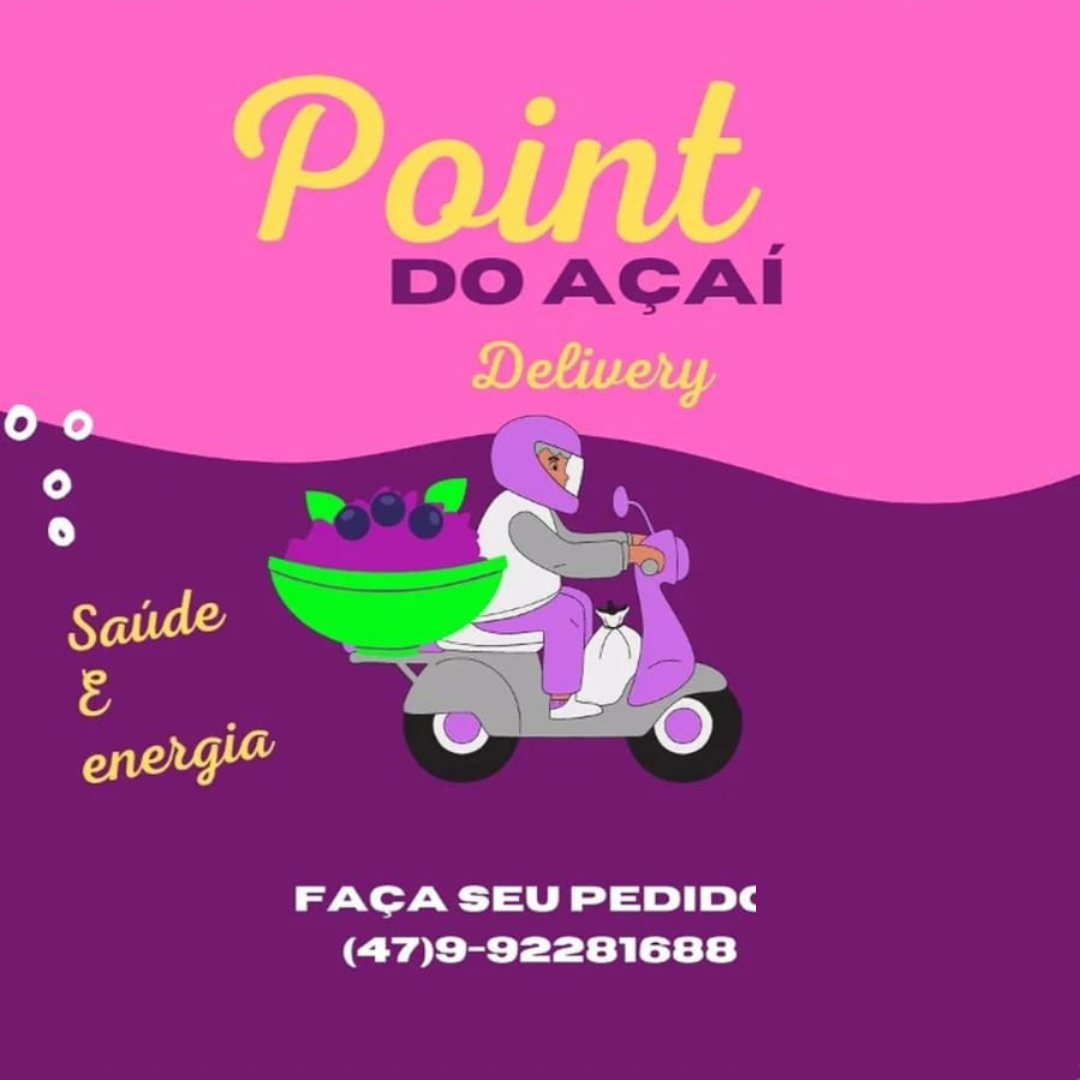 Point
DO AÇAÍ
Delivery
Saúde
E
energia
FAÇA SEU PEDIDO
(47)9-92281688